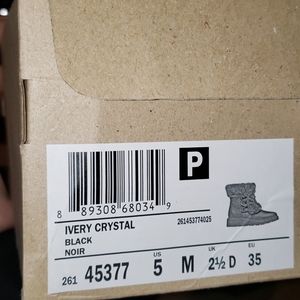 P
8 89308 68034 9
261453774025
IVERY CRYSTAL
BLACK
NOIR
US UK EU
261 45377 5 M 2½ D 35